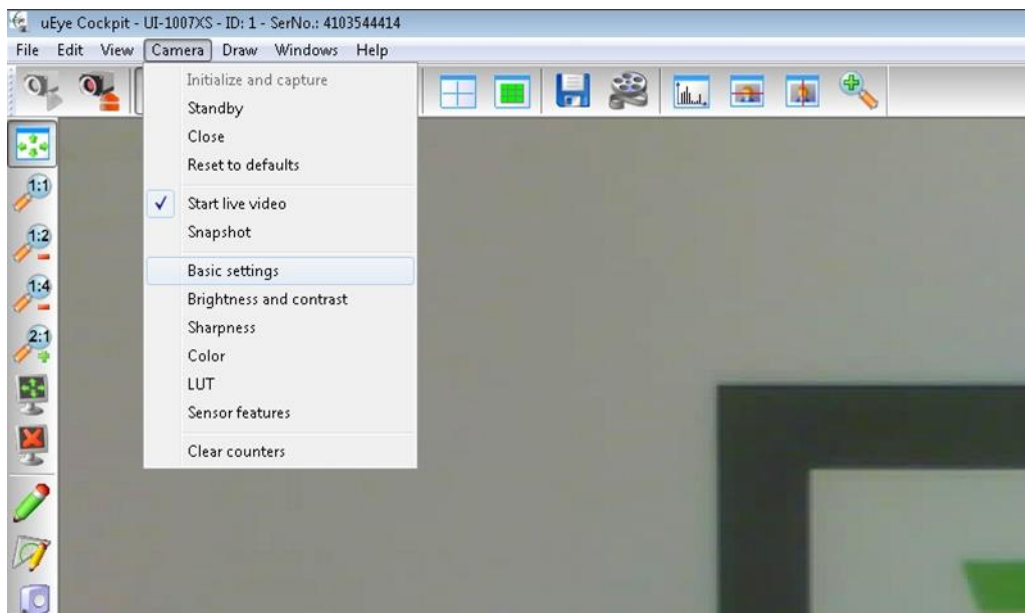 uEye Cockpit - UI-1007XS - ID: 1 - SerNo.: 4103544414
File Edit View Camera Draw Windows Help
Initialize and capture
Standby
Close
Reset to defaults
Start live video
Snapshot
Basic settings
Brightness and contrast
Sharpness
Color
LUT
Sensor features
Clear counters
1:1
1:2
1:4
2:1